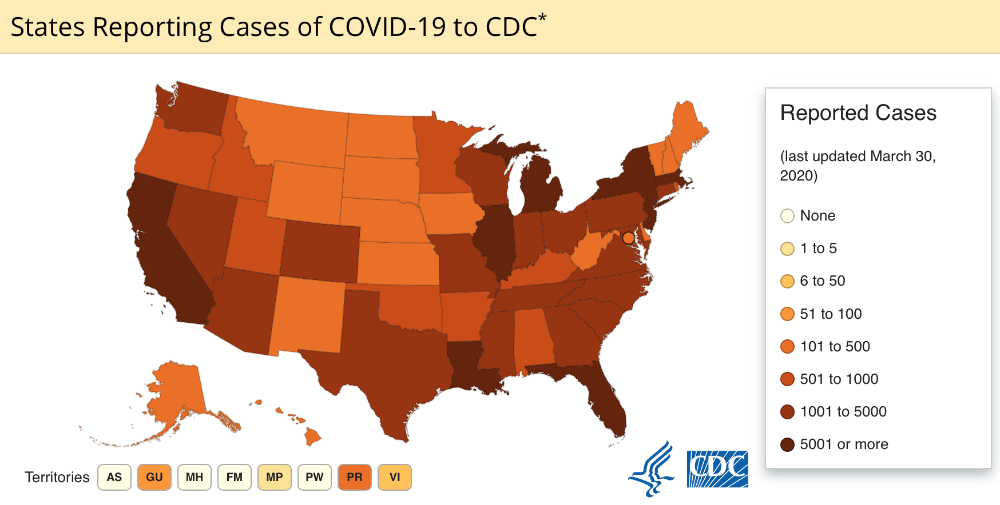 States Reporting Cases of COVID-19 to CDC*
Reported Cases
(last updated March 30,
2020)
None
1 to 5
6 to 50
51 to 100
101 to 500
501 to 1000
1001 to 5000
5001 or more
Territories AS GU MH FM MP PW PR VI
CDC